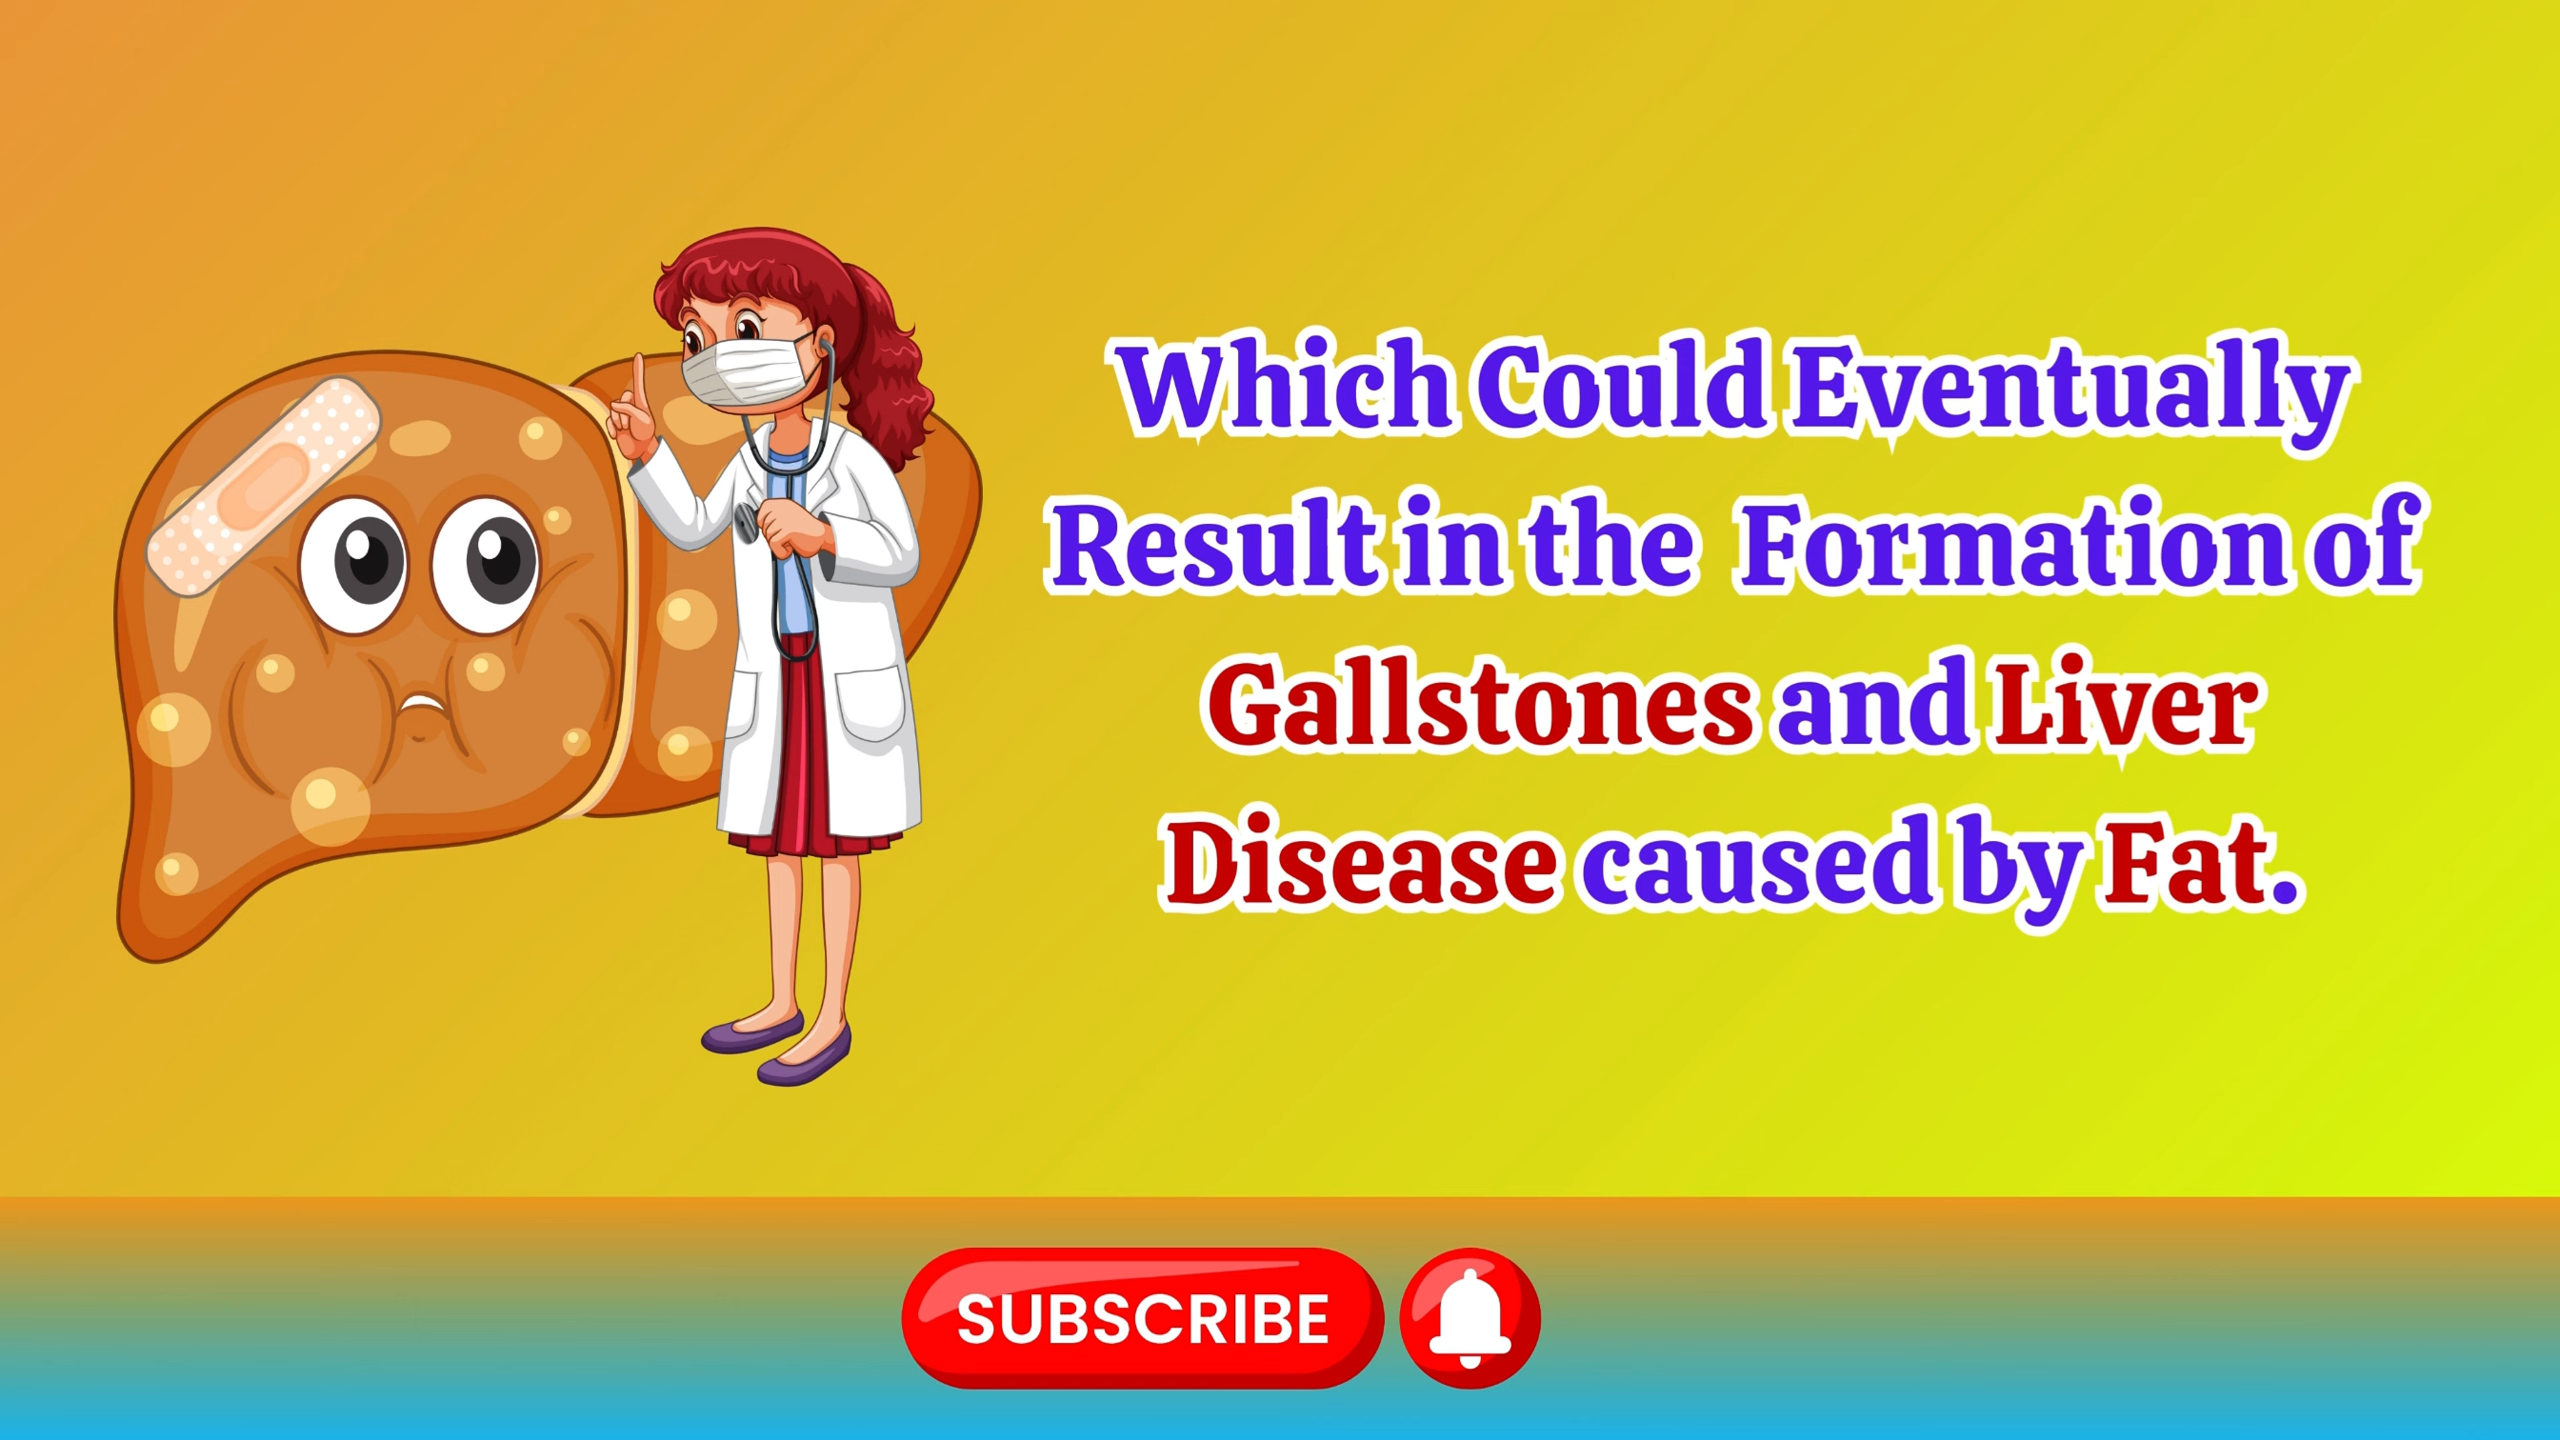 Which Could Eventually
Result in the Formation of
Gallstones and Liver
Disease caused by Fat.
SUBSCRIBE